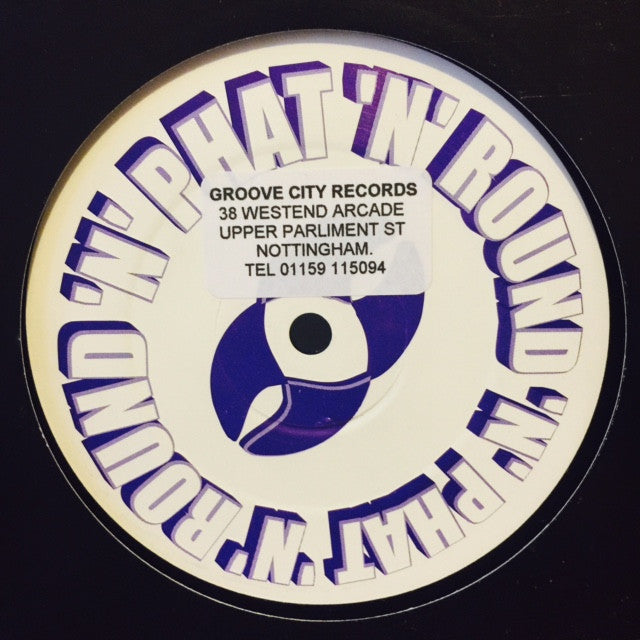 'N' PHAT 'N' ROUND 'N' PHAT 'N' ROUND
GROOVE CITY RECORDS
38 WESTEND ARCADE
UPPER PARLIMENT ST
NOTTINGHAM.
TEL 01159 115094